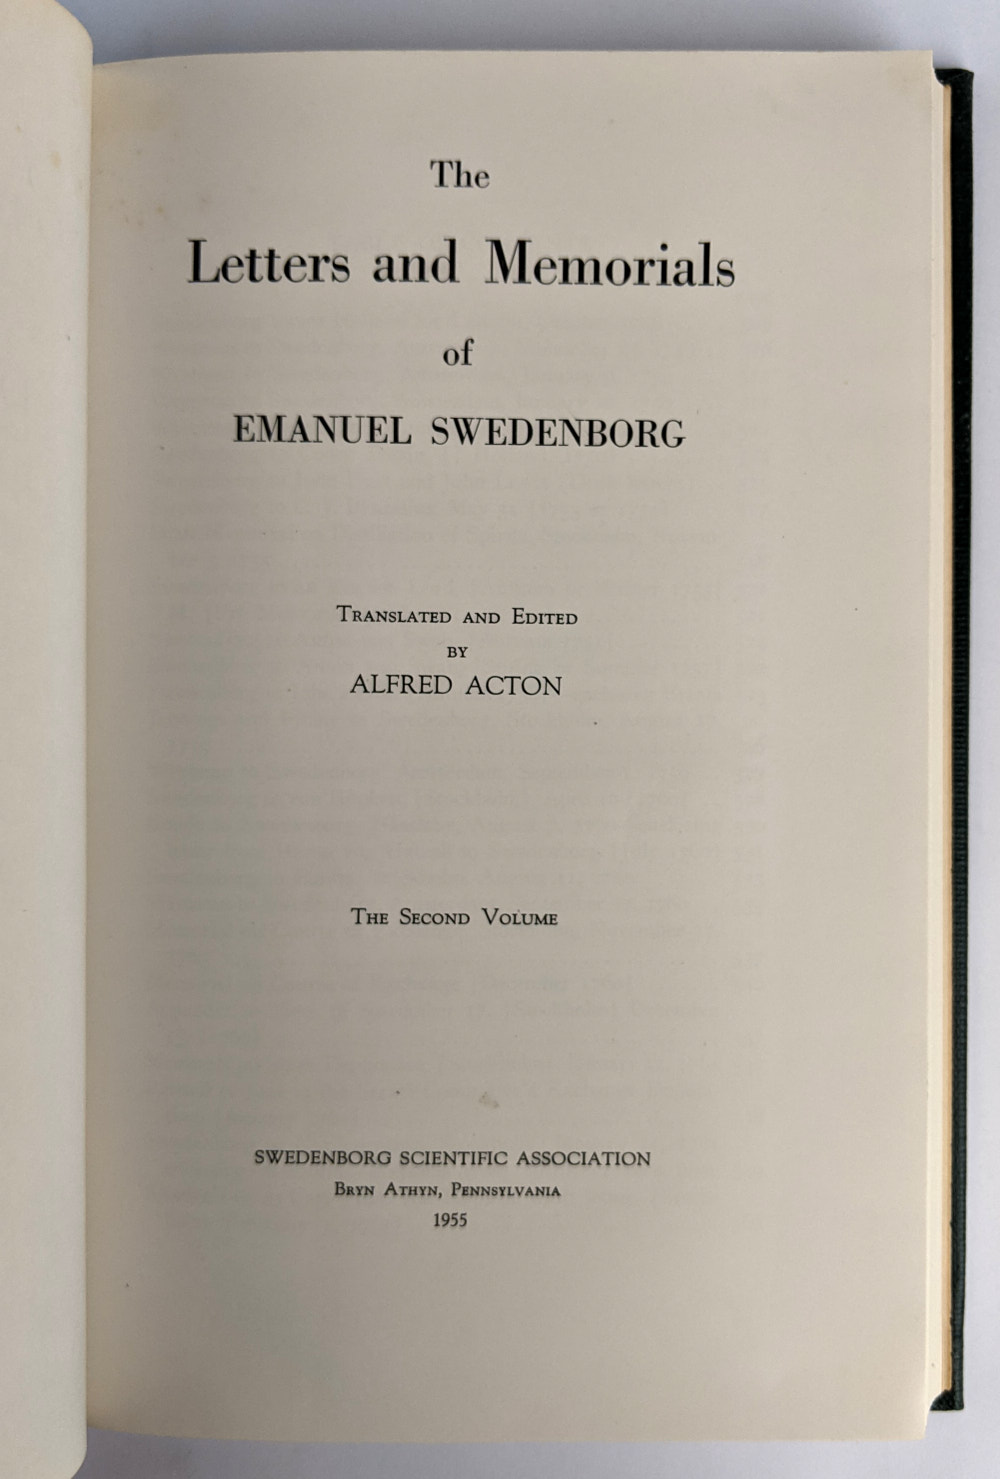 The
Letters and Memorials
of
EMANUEL SWEDENBORG
Translated and Edited
by
ALFRED ACTON
The Second Volume
SWEDENBORG SCIENTIFIC ASSOCIATION
Bryn Athyn, Pennsylvania
1955